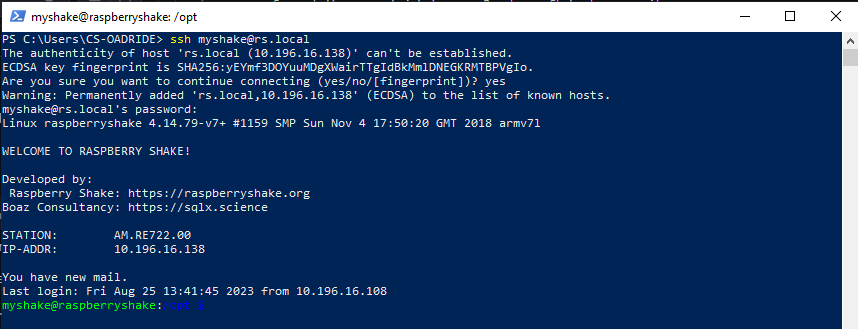 myshake@raspberryshake: /opt
PS C:\Users\CS-OADRIDE> ssh myshake@rs.local
The authenticity of host 'rs.local (10.196.16.138)' can't be established.
ECDSA key fingerprint is SHA256:yEYmf3DOYuuMDgXWairTTgIdBkMmlDNEGKRMTBPVgIo.
Are you sure you want to continue connecting (yes/no/[fingerprint])? yes
Warning: Permanently added 'rs.local,10.196.16.138' (ECDSA) to the list of known hosts.
myshake@rs.local's password:
Linux raspberryshake 4.14.79-v7+ #1159 SMP Sun Nov 4 17:50:20 GMT 2018 armv7l
WELCOME TO RASPBERRY SHAKE!
Developed by:
Raspberry Shake: https://raspberryshake.org
Boaz Consultancy: https://sqlx.science
STATION: AM.RE722.00
IP-ADDR: 10.196.16.138
You have new mail.
Last login: Fri Aug 25 13:41:45 2023 from 10.196.16.108
myshake@raspberryshake:/opt $